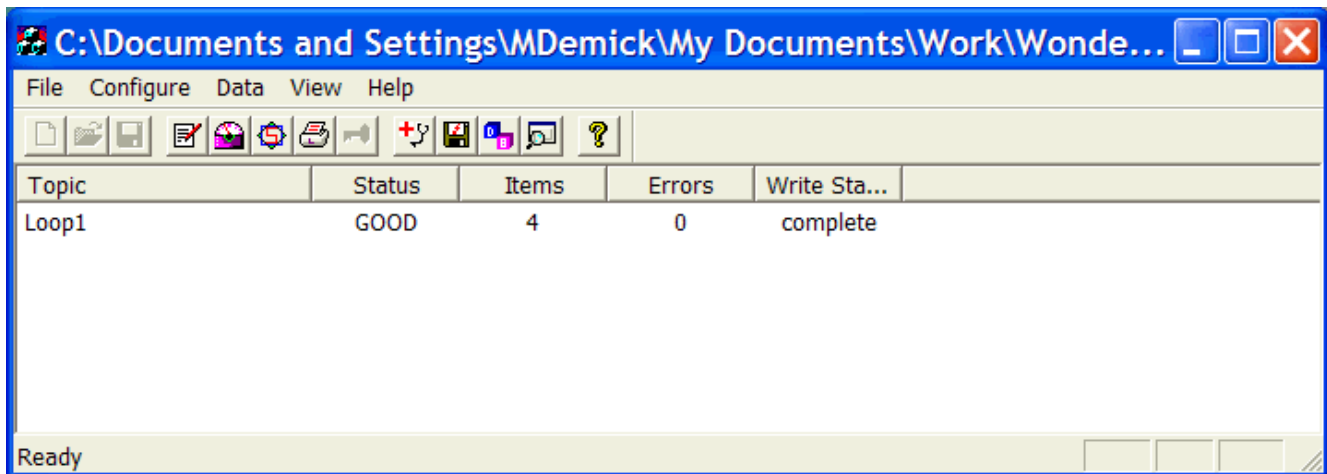 C:\Documents and Settings\MDemick\My Documents\Work\Wonde...
File Configure Data View Help
Topic Status Items Errors Write Sta...
Loop1 GOOD 4 0 complete
Ready